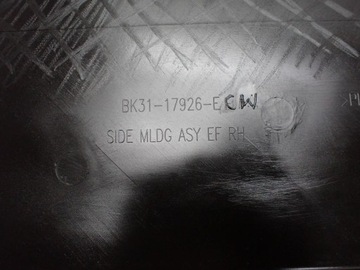 BK31-17926-ECW
SIDE MLDG ASY EF RH